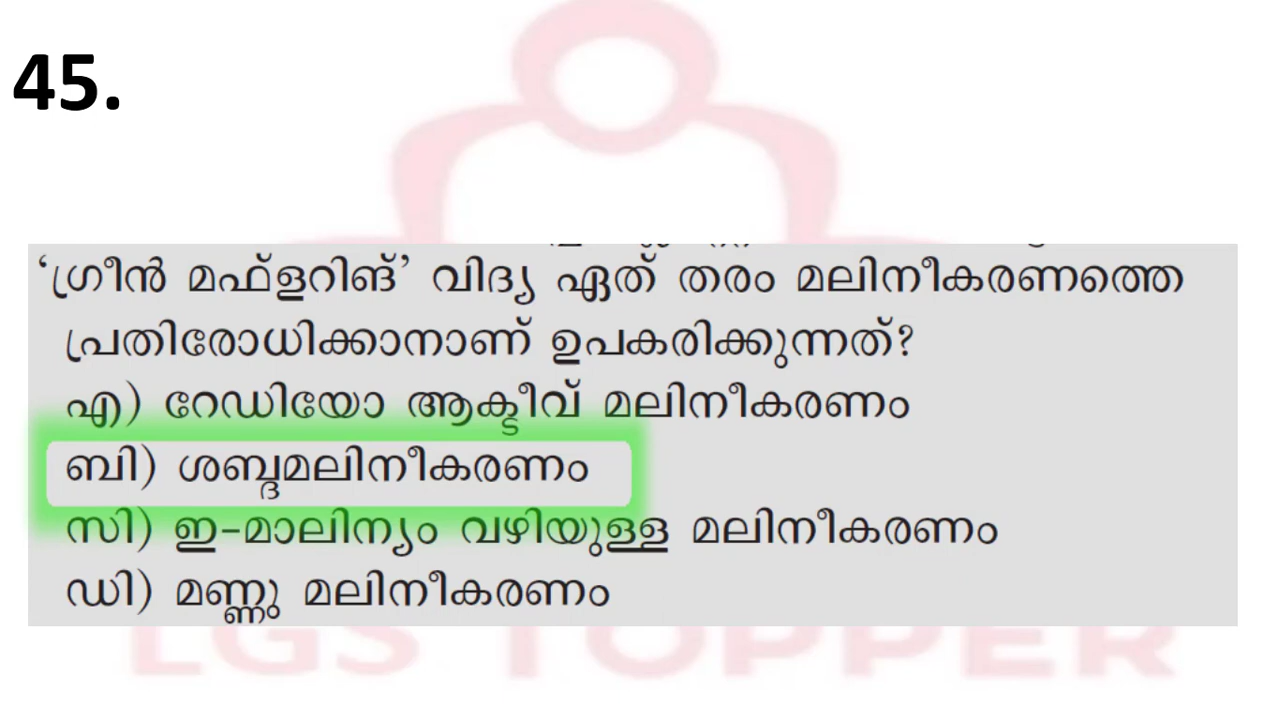 45.
‘ഗ്രീൻ മഫ്ളറിങ്’ വിദ്യ ഏത് തരം മലിനീകരണത്തെ
പ്രതിരോധിക്കാനാണ് ഉപകരിക്കുന്നത്?
എ) റേഡിയോ ആക്ടീവ് മലിനീകരണം
ബി) ശബ്ദമലിനീകരണം
സി) ഇ-മാലിന്യം വഴിയുള്ള മലിനീകരണം
ഡി) മണ്ണു മലിനീകരണം
LGS TOPPER